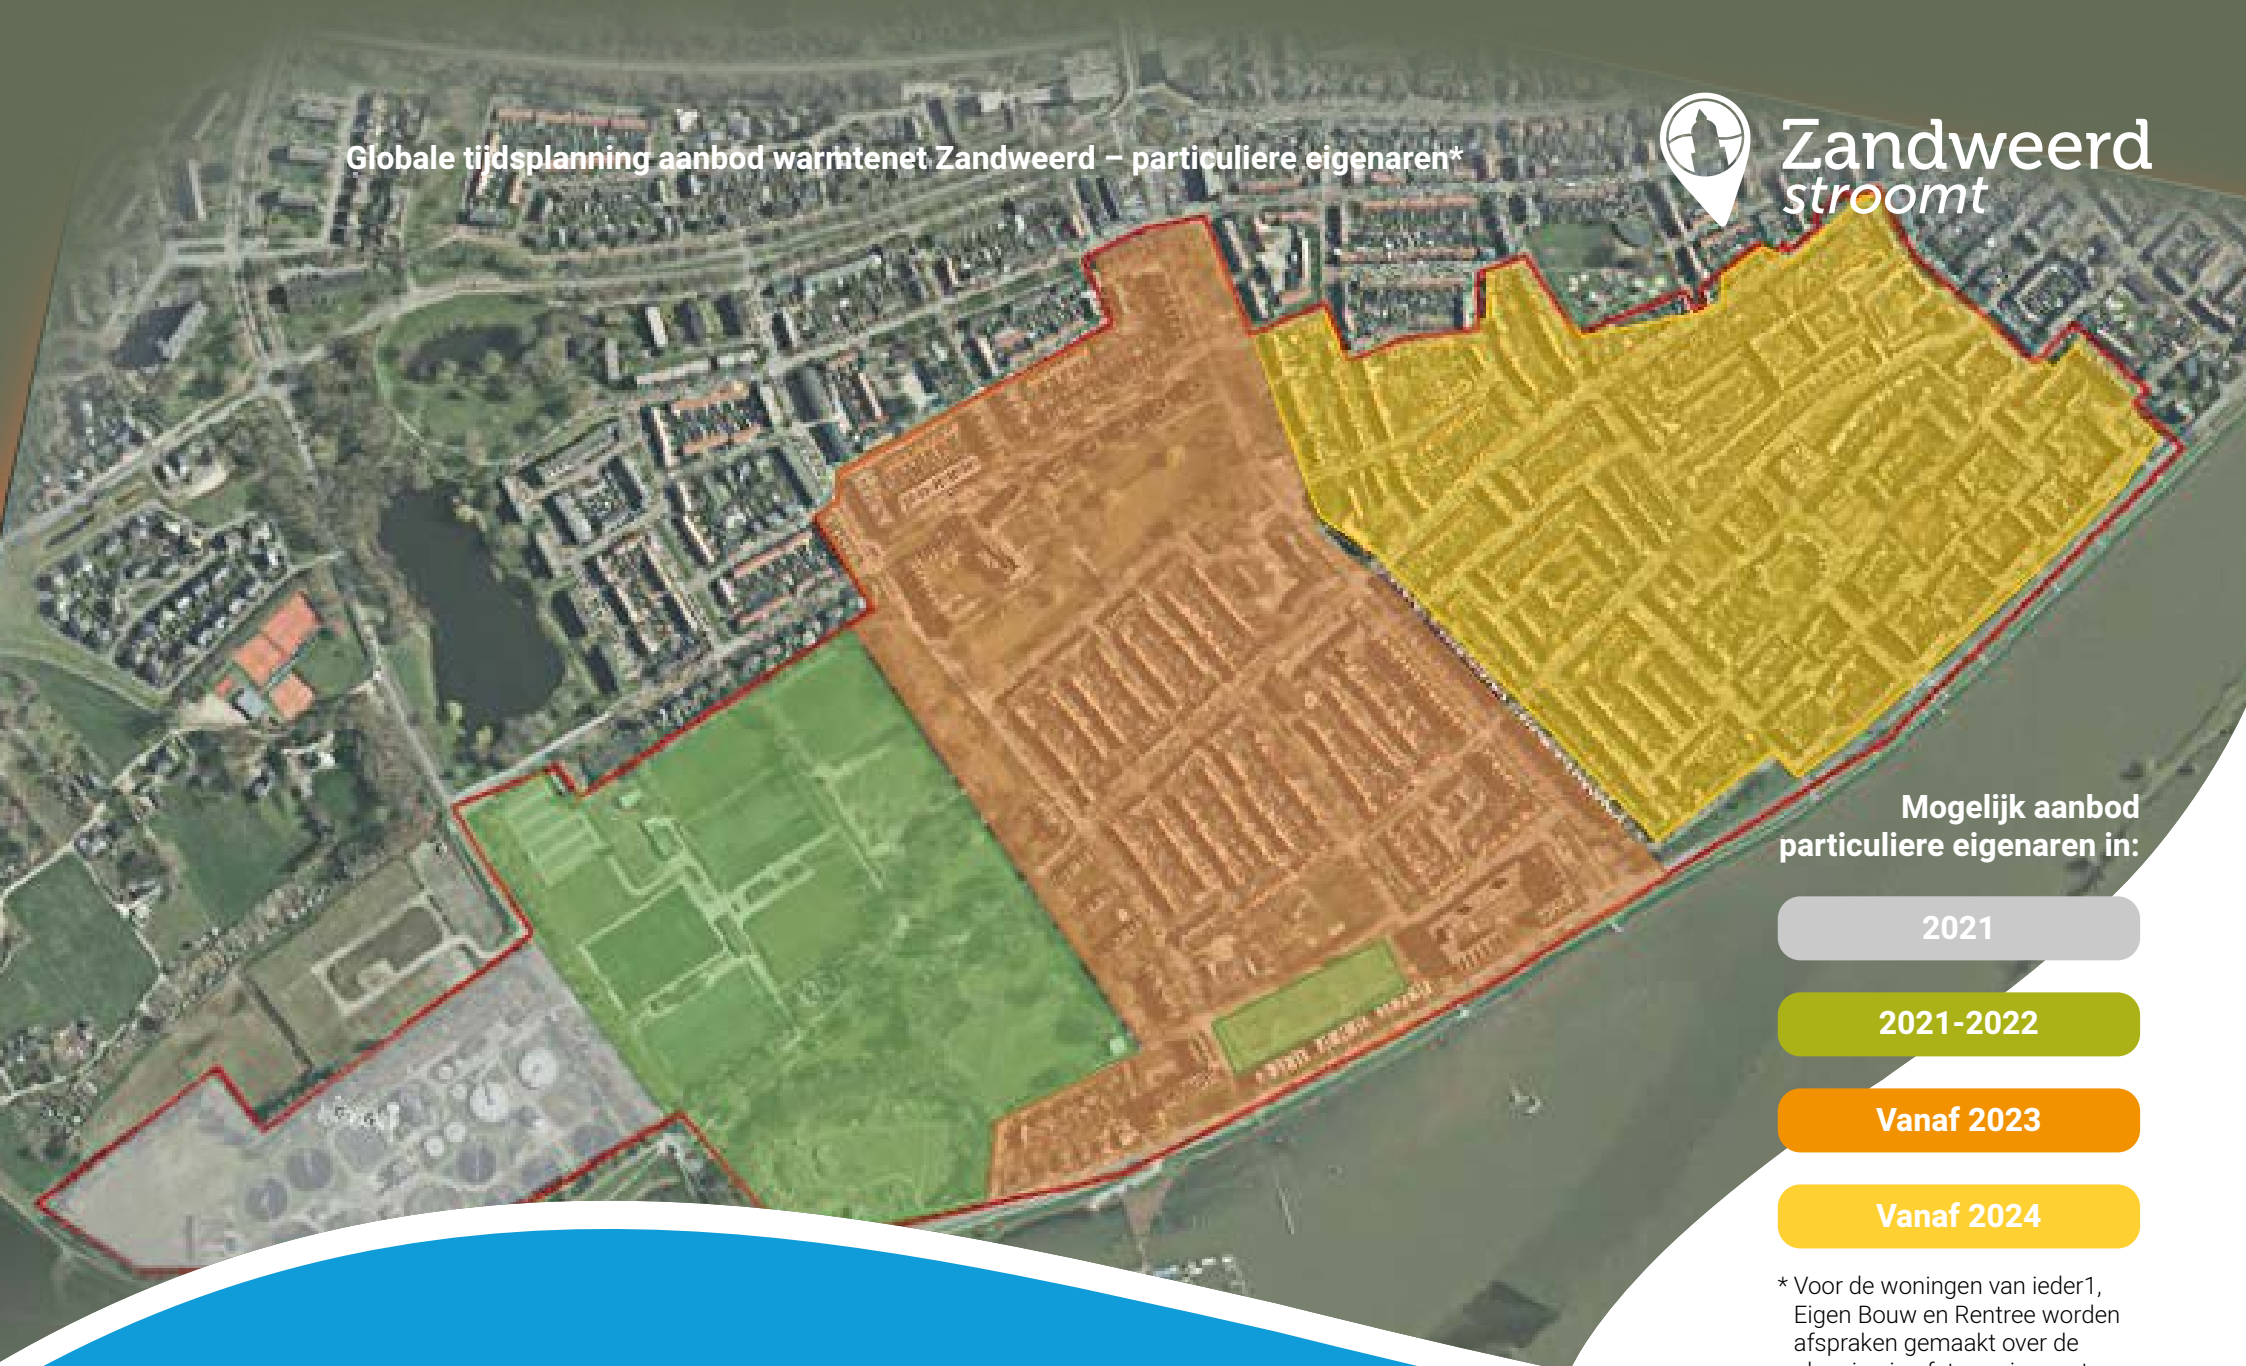 Globale tijdsplanning aanbod warmtenet Zandweerd – particuliere eigenaren*
Zandweerd
stroomt
Mogelijk aanbod
particuliere eigenaren in:
2021
2021-2022
Vanaf 2023
Vanaf 2024
* Voor de woningen van ieder1,
Eigen Bouw en Rentree worden
afspraken gemaakt over de